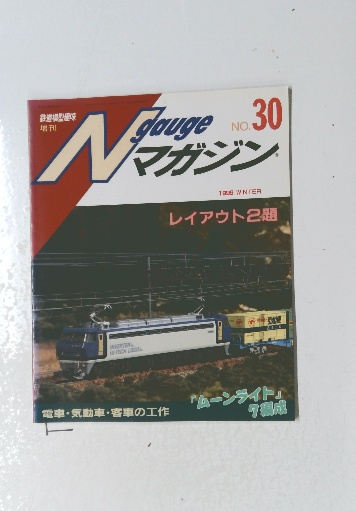 鉄道模型趣味
増刊
N gauge
マガジン
NO. 30
1996 WINTER
レイアウト2題
「ムーンライト」
7編成
電車・気動車・客車の工作